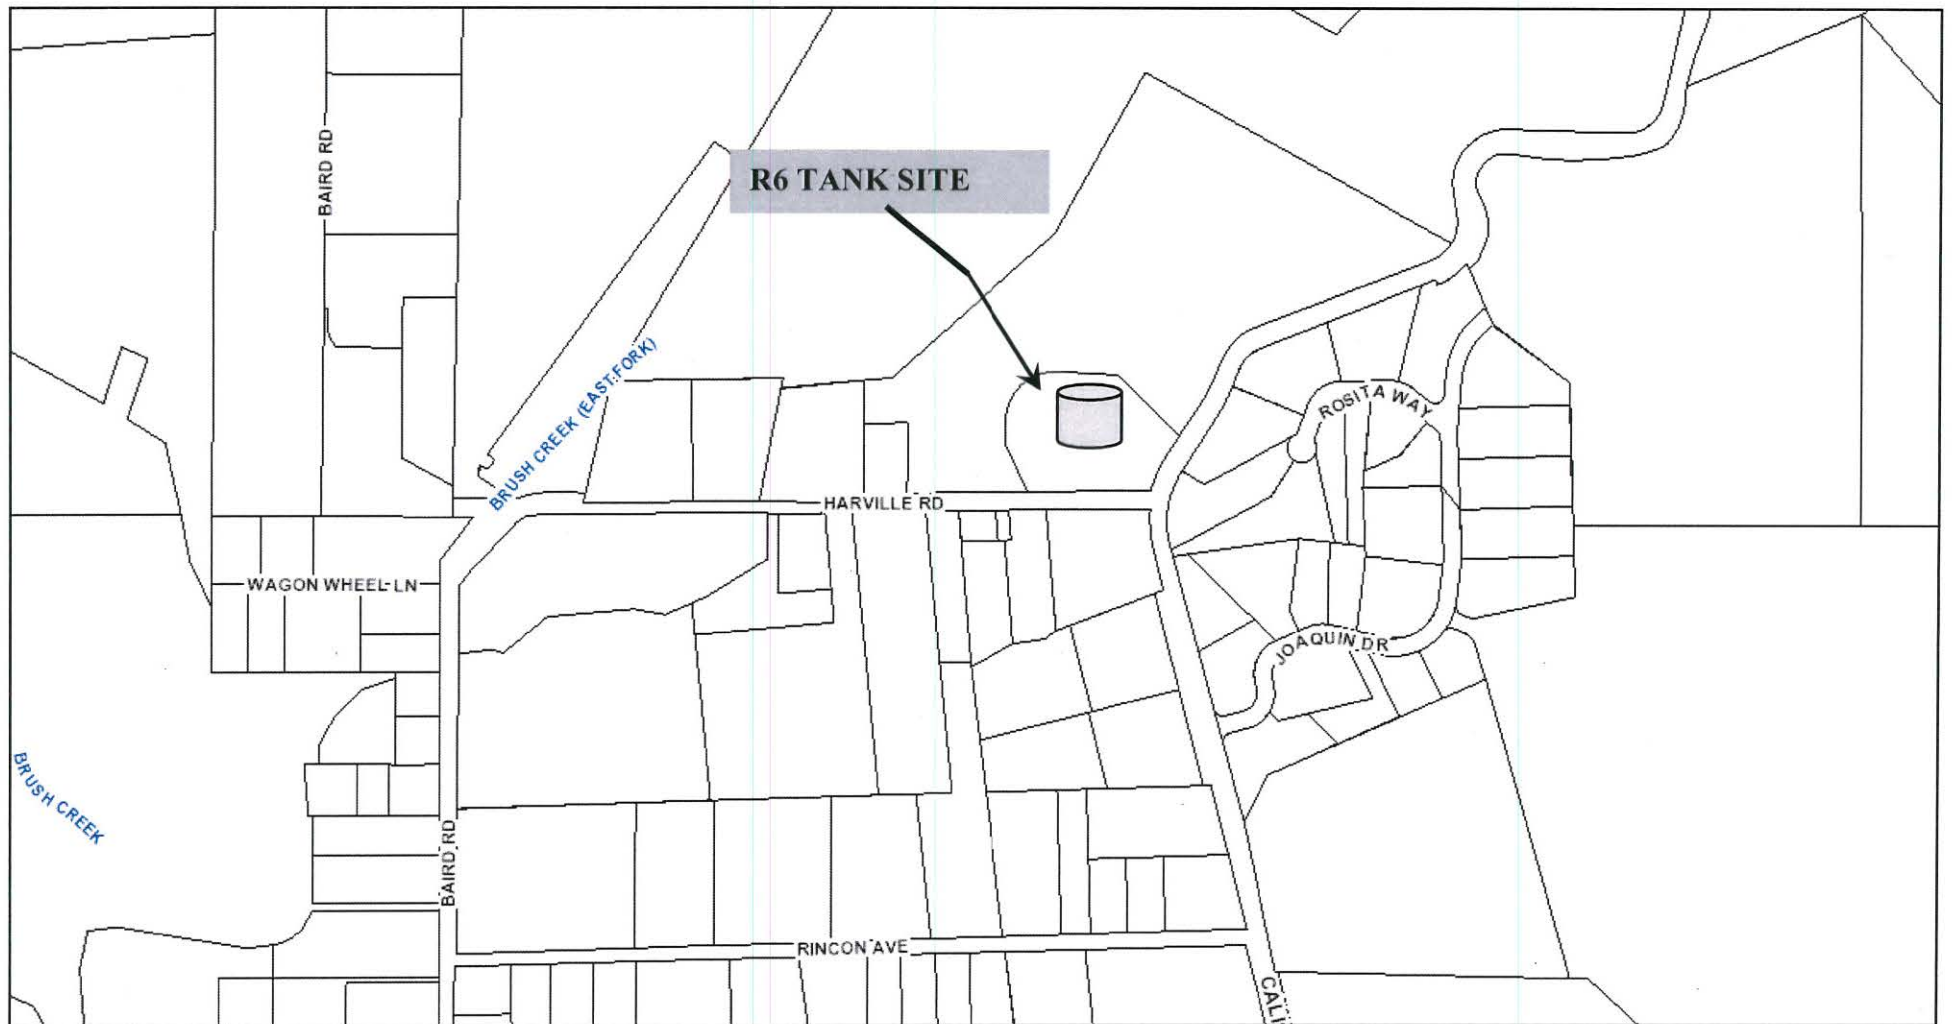 BAIRD RD
R6 TANK SITE
BRUSH CREEK (EAST FORK)
ROSITA WAY
HARVILLE RD
WAGON WHEEL LN
JOAQUIN DR
BRUSH CREEK
BAIRD RD
RINCON AVE
CALI